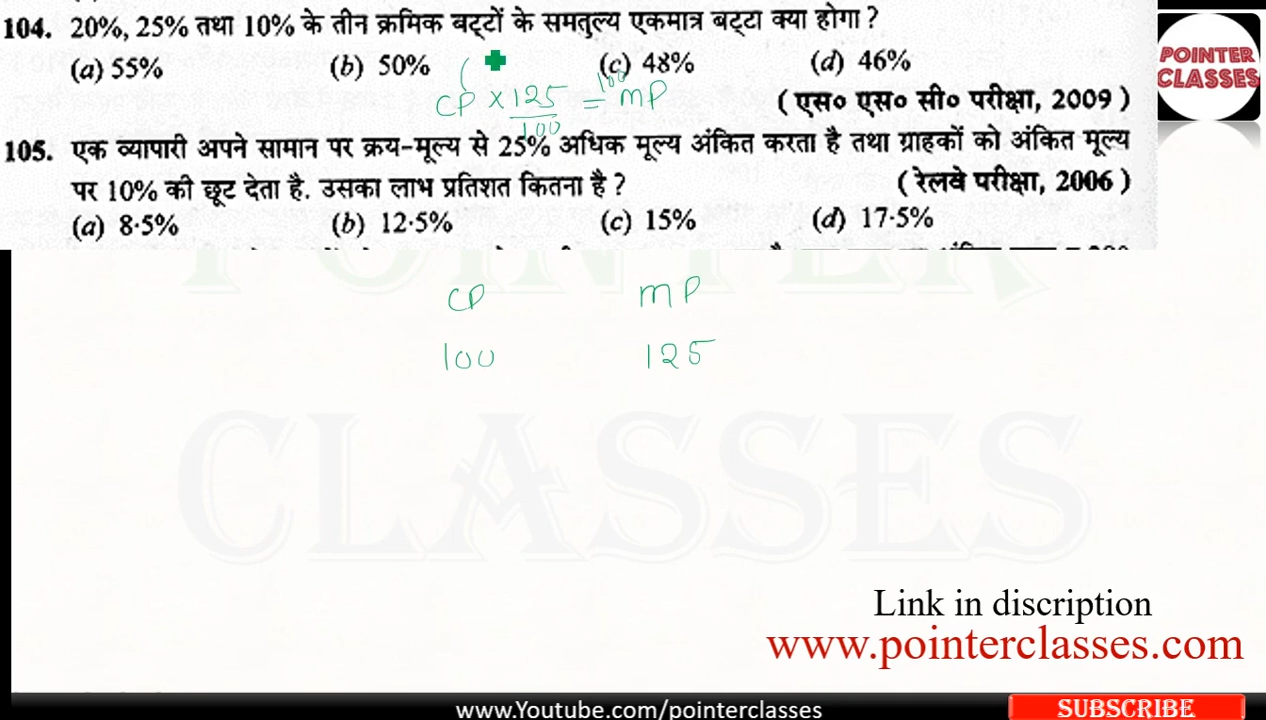 104. 20%, 25% तथा 10% के तीन क्रमिक बट्टों के समतुल्य एकमात्र बट्टा क्या होगा ?
(a) 55% (b) 50% (c) 48% (d) 46%
( एस० एस० सी० परीक्षा, 2009 )
CP × 125/100 = MP
100
105. एक व्यापारी अपने सामान पर क्रय-मूल्य से 25% अधिक मूल्य अंकित करता है तथा ग्राहकों को अंकित मूल्य
पर 10% की छूट देता है. उसका लाभ प्रतिशत कितना है ? ( रेलवे परीक्षा, 2006 )
(a) 8·5% (b) 12·5% (c) 15% (d) 17·5%
CP MP
100 125
POINTER
CLASSES
POINTER
CLASSES
Link in discription
www.pointerclasses.com
www.Youtube.com/pointerclasses
SUBSCRIBE